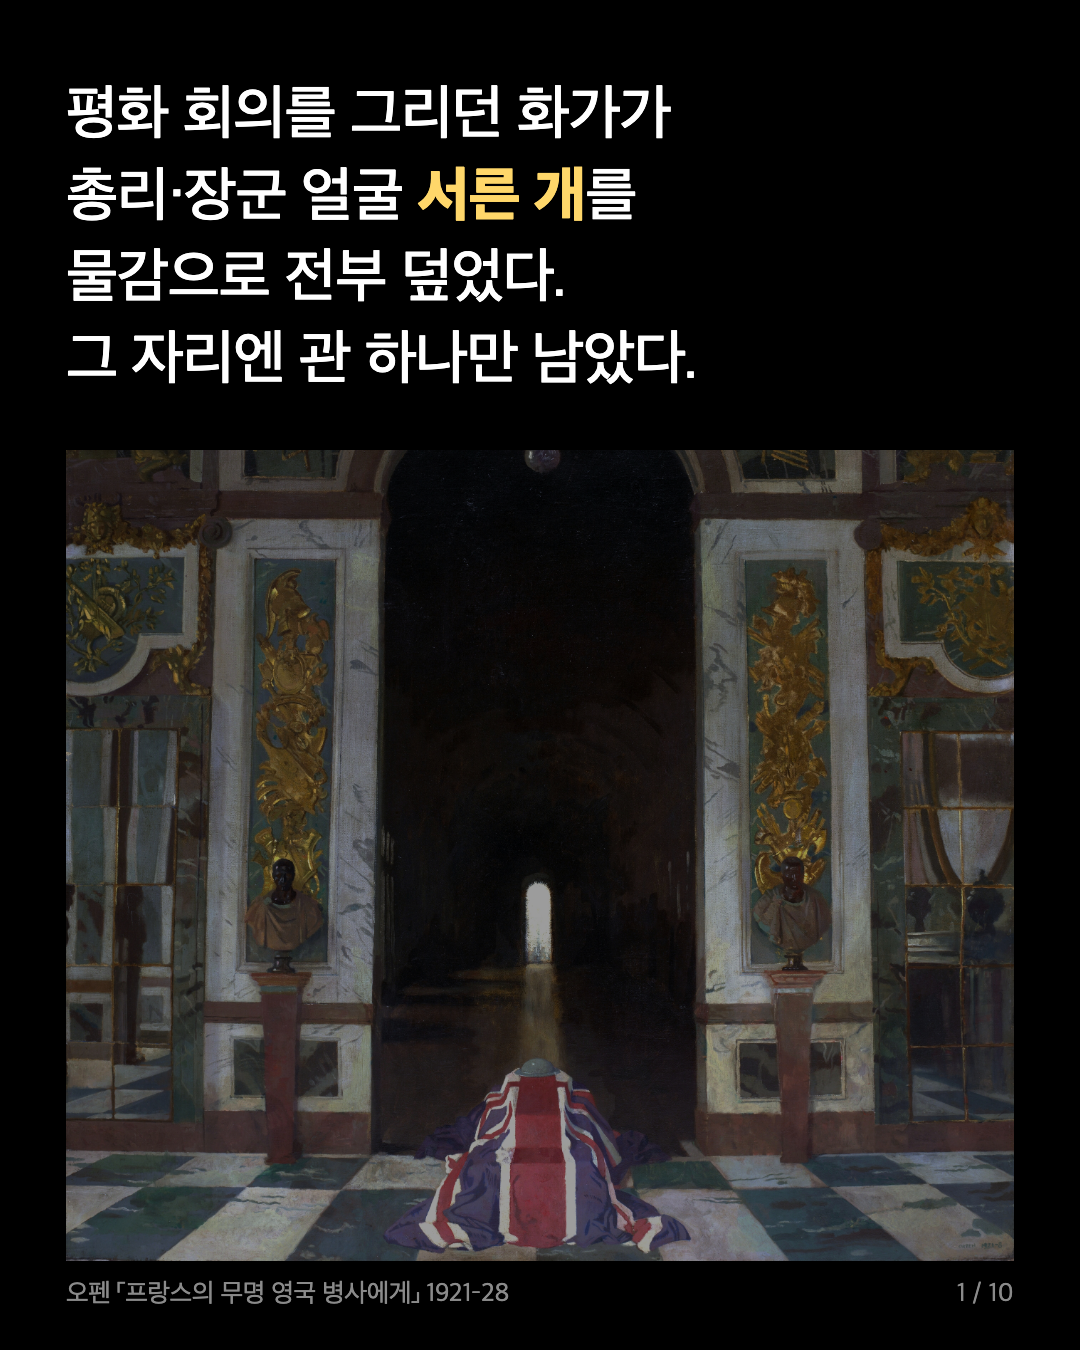 평화 회의를 그리던 화가가
총리·장군 얼굴 서른 개를
물감으로 전부 덮었다.
그 자리엔 관 하나만 남았다.
오펜 「프랑스의 무명 영국 병사에게」 1921-28
1 / 10